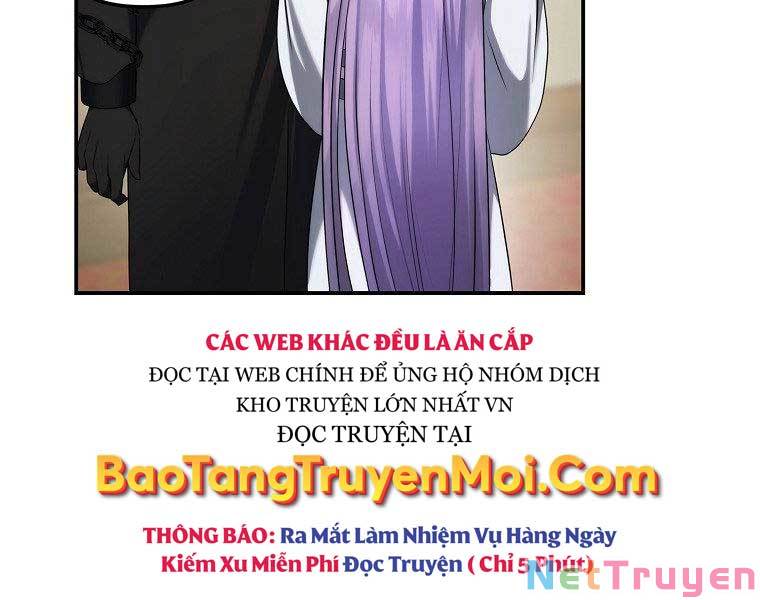 CÁC WEB KHÁC ĐỀU LÀ ĂN CẮP
ĐỌC TẠI WEB CHÍNH ĐỂ ỦNG HỘ NHÓM DỊCH
KHO TRUYỆN LỚN NHẤT VN
ĐỌC TRUYỆN TẠI
BaoTangTruyenMoi.Com
THÔNG BÁO: Ra Mắt Làm Nhiệm Vụ Hàng Ngày
Kiếm Xu Miễn Phí Đọc Truyện ( Chỉ 5 Phút)
NetTruyen